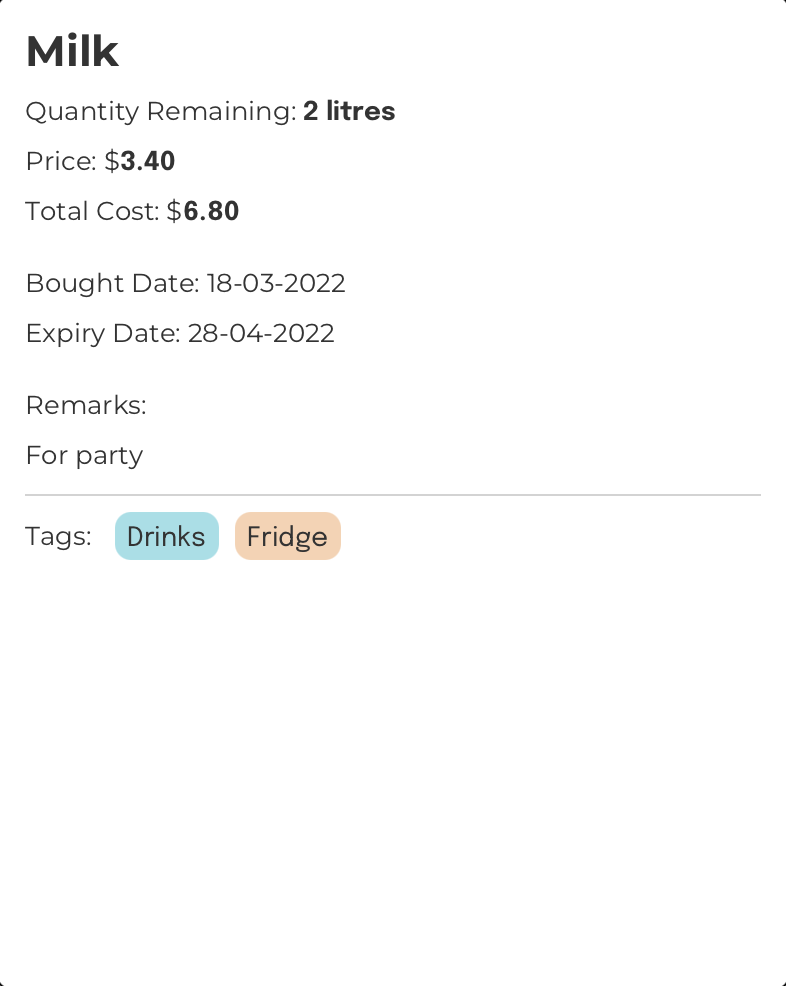 Milk
Quantity Remaining: 2 litres
Price: $3.40
Total Cost: $6.80
Bought Date: 18-03-2022
Expiry Date: 28-04-2022
Remarks:
For party
Tags: Drinks Fridge